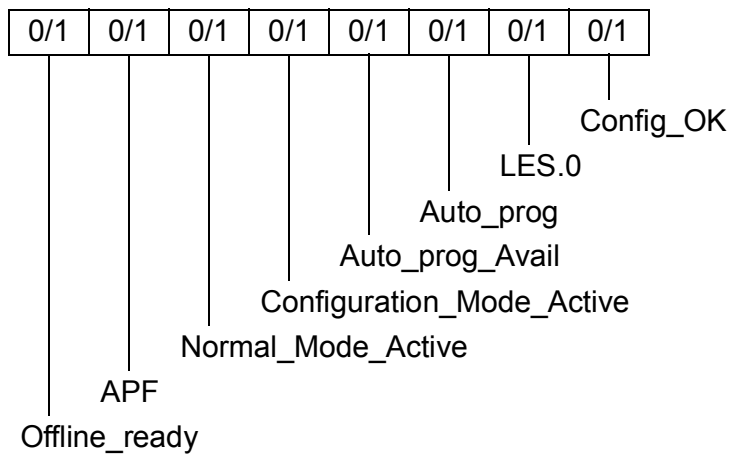 0/1 0/1 0/1 0/1 0/1 0/1 0/1 0/1
Config_OK
LES.0
Auto_prog
Auto_prog_Avail
Configuration_Mode_Active
Normal_Mode_Active
APF
Offline_ready